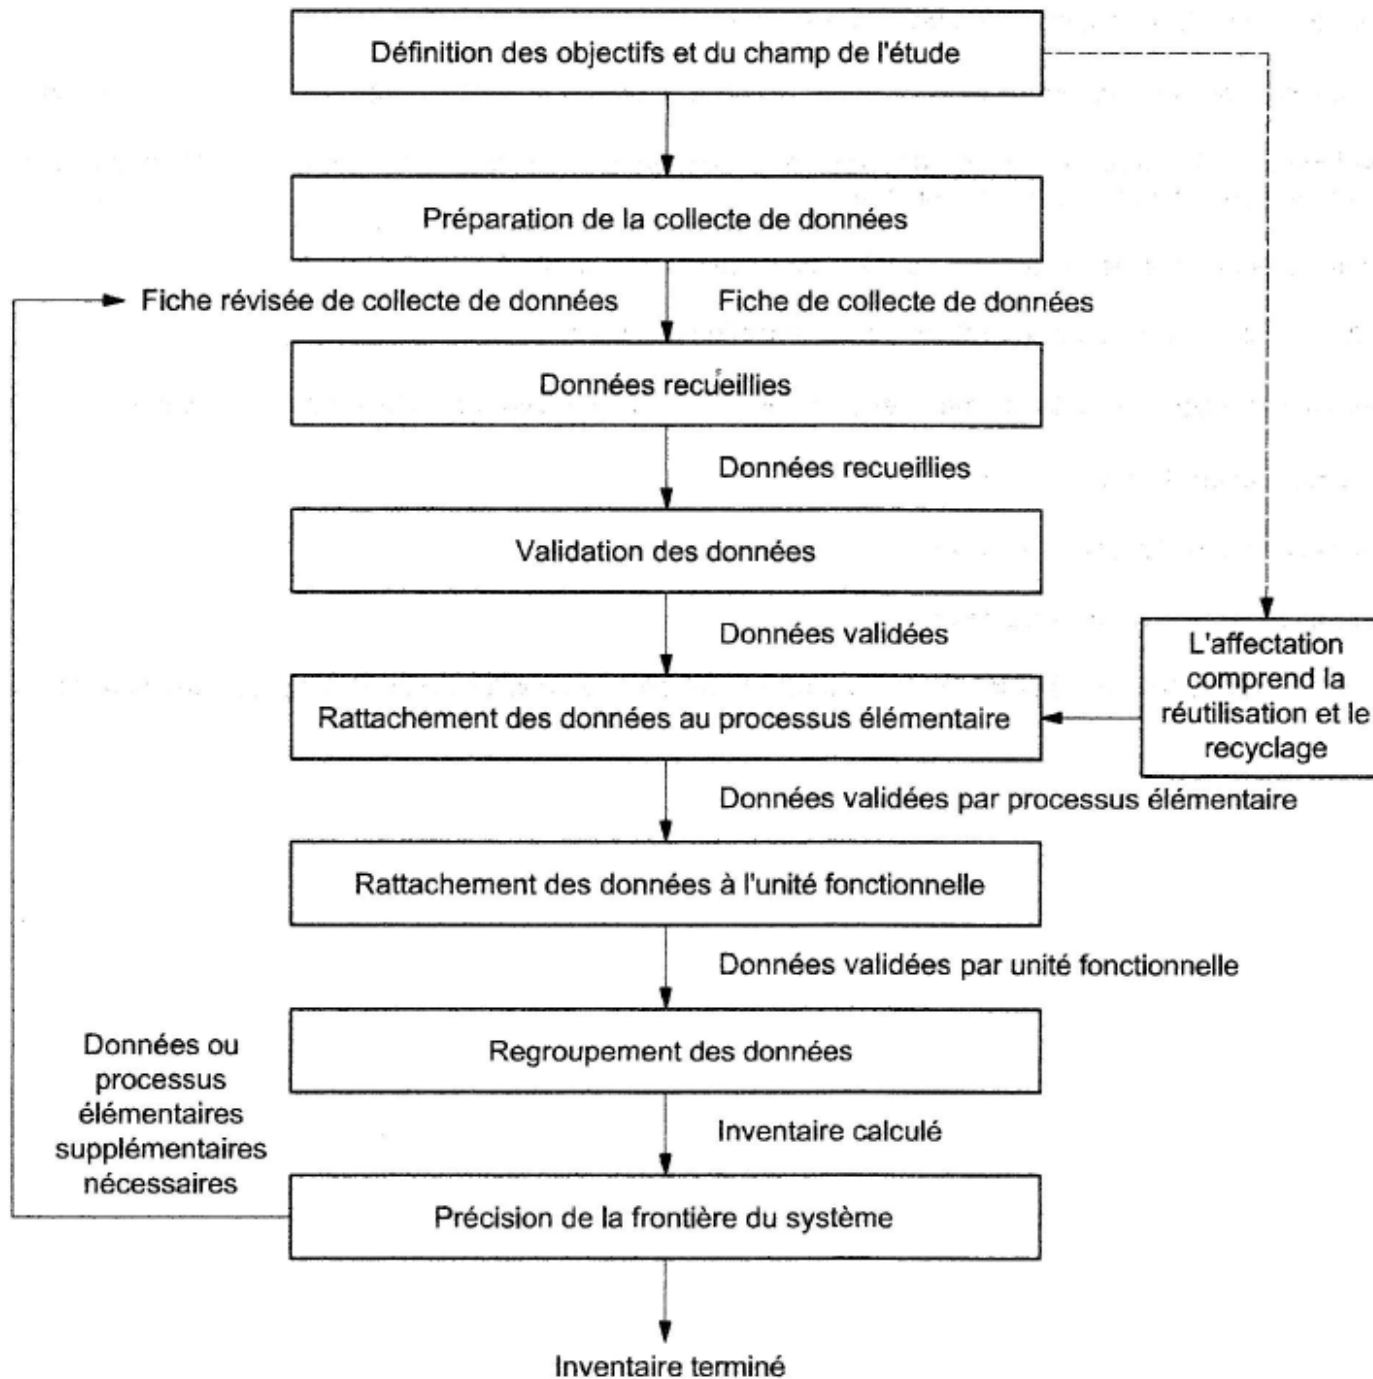 Définition des objectifs et du champ de l'étude
Préparation de la collecte de données
Fiche révisée de collecte de données
Fiche de collecte de données
Données recueillies
Données recueillies
Validation des données
Données validées
L'affectation
comprend la
réutilisation et le
recyclage
Rattachement des données au processus élémentaire
Données validées par processus élémentaire
Rattachement des données à l'unité fonctionnelle
Données validées par unité fonctionnelle
Regroupement des données
Données ou
processus
élémentaires
supplémentaires
nécessaires
Inventaire calculé
Précision de la frontière du système
Inventaire terminé